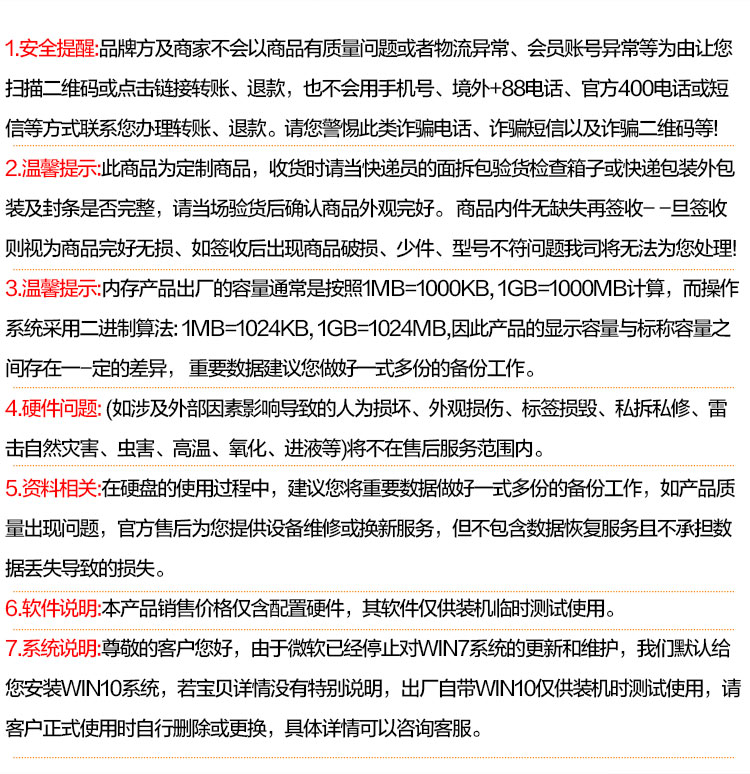 1.安全提醒:品牌方及商家不会以商品有质量问题或者物流异常、会员账号异常等为由让您
扫描二维码或点击链接转账、退款，也不会用手机号、境外+88电话、官方400电话或短
信等方式联系您办理转账、退款。请您警惕此类诈骗电话、诈骗短信以及诈骗二维码等!
2.温馨提示:此商品为定制商品，收货时请当快递员的面拆包验货检查箱子或快递包装外包
装及封条是否完整，请当场验货后确认商品外观完好。商品内件无缺失再签收--旦签收
则视为商品完好无损、如签收后出现商品破损、少件、型号不符问题我司将无法为您处理!
3.温馨提示:内存产品出厂的容量通常是按照1MB=1000KB, 1GB=1000MB计算，而操作
系统采用二进制算法: 1MB=1024KB, 1GB=1024MB,因此产品的显示容量与标称容量之
间存在一-定的差异， 重要数据建议您做好一式多份的备份工作。
4.硬件问题: (如涉及外部因素影响导致的人为损坏、外观损伤、标签损毁、私拆私修、雷
击自然灾害、虫害、高温、氧化、进液等)将不在售后服务范围内。
5.资料相关:在硬盘的使用过程中，建议您将重要数据做好一式多份的备份工作，如产品质
量出现问题，官方售后为您提供设备维修或换新服务，但不包含数据恢复服务且不承担数
据丢失导致的损失。
6.软件说明:本产品销售价格仅含配置硬件，其软件仅供装机临时测试使用。
7.系统说明:尊敬的客户您好，由于微软已经停止对WIN7系统的更新和维护，我们默认给
您安装WIN10系统，若宝贝详情没有特别说明，出厂自带WIN10仅供装机时测试使用，请
客户正式使用时自行删除或更换，具体详情可以咨询客服。